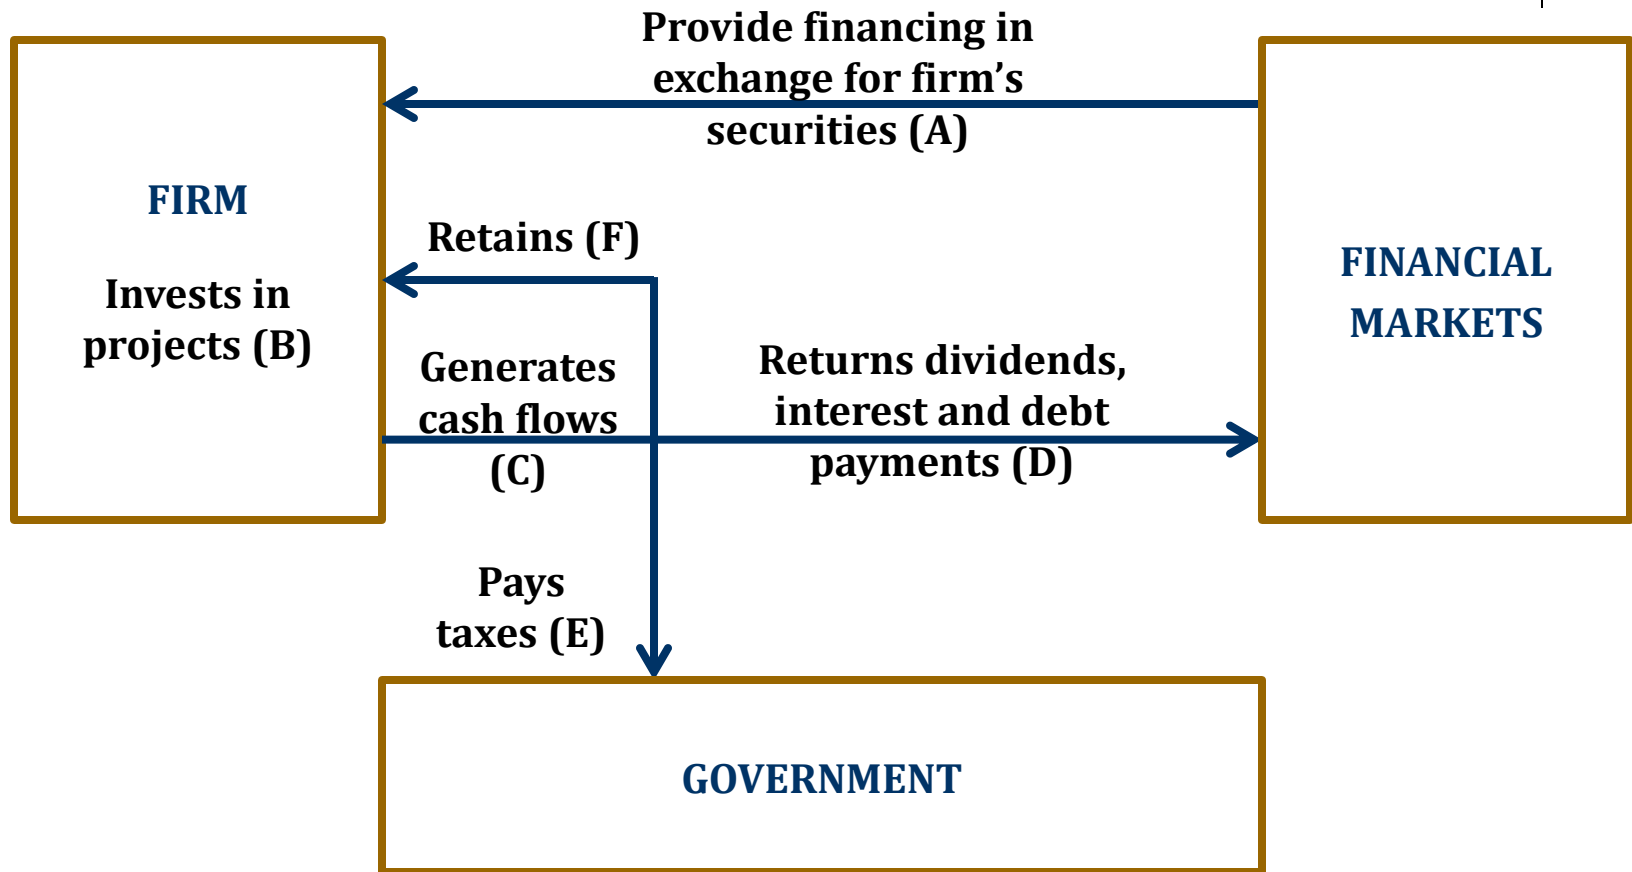 Provide financing in
exchange for firm’s
securities (A)
FIRM
Invests in
projects (B)
Retains (F)
Generates
cash flows
(C)
Returns dividends,
interest and debt
payments (D)
FINANCIAL
MARKETS
Pays
taxes (E)
GOVERNMENT